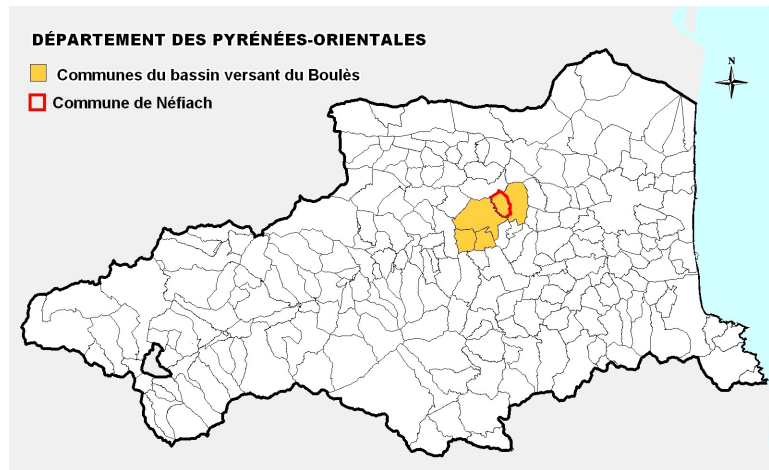 DÉPARTEMENT DES PYRÉNÉES-ORIENTALES
Communes du bassin versant du Boulès
Commune de Néfiach
N